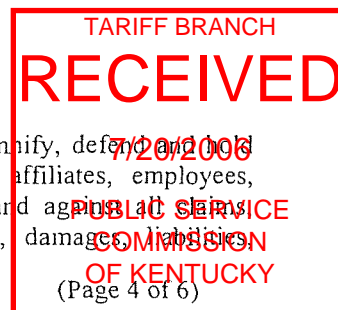 TARIFF BRANCH
RECEIVED
nify, defend and hold
7/20/2006
affiliates, employees,
nd against all claims,
PUBLIC SERVICE
, damages, liabilities,
COMMISSION
OF KENTUCKY
(Page 4 of 6)